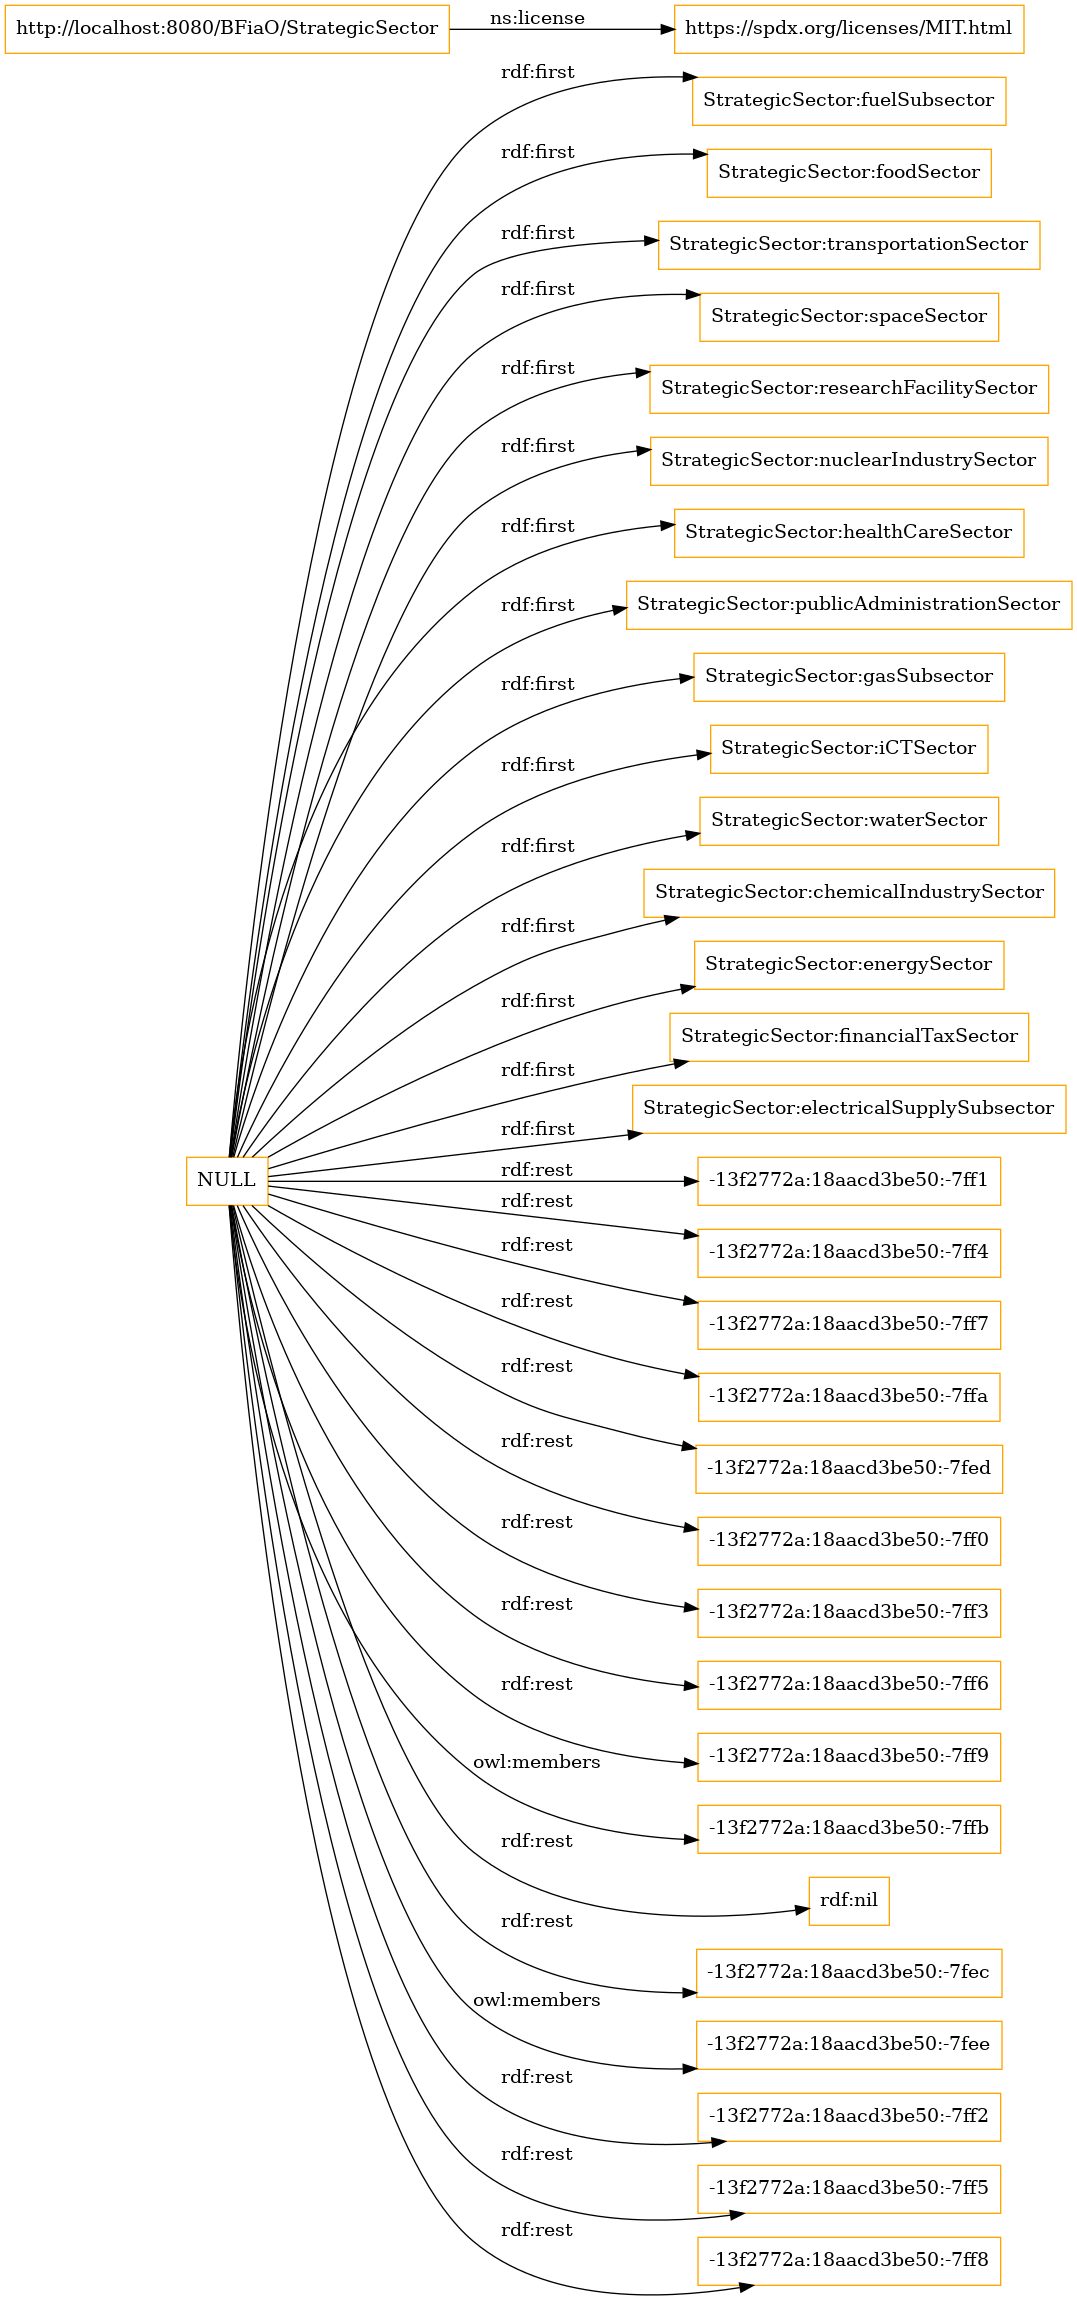 http://localhost:8080/BFiaO/StrategicSector
ns:license
https://spdx.org/licenses/MIT.html
rdf:first
StrategicSector:fuelSubsector
rdf:first
StrategicSector:foodSector
rdf:first
StrategicSector:transportationSector
rdf:first
StrategicSector:spaceSector
rdf:first
StrategicSector:researchFacilitySector
rdf:first
StrategicSector:nuclearIndustrySector
rdf:first
StrategicSector:healthCareSector
rdf:first
StrategicSector:publicAdministrationSector
rdf:first
StrategicSector:gasSubsector
rdf:first
StrategicSector:iCTSector
rdf:first
StrategicSector:waterSector
rdf:first
StrategicSector:chemicalIndustrySector
rdf:first
StrategicSector:energySector
rdf:first
StrategicSector:financialTaxSector
rdf:first
StrategicSector:electricalSupplySubsector
NULL
rdf:rest
-13f2772a:18aacd3be50:-7ff1
rdf:rest
-13f2772a:18aacd3be50:-7ff4
rdf:rest
-13f2772a:18aacd3be50:-7ff7
rdf:rest
-13f2772a:18aacd3be50:-7ffa
rdf:rest
-13f2772a:18aacd3be50:-7fed
rdf:rest
-13f2772a:18aacd3be50:-7ff0
rdf:rest
-13f2772a:18aacd3be50:-7ff3
rdf:rest
-13f2772a:18aacd3be50:-7ff6
rdf:rest
-13f2772a:18aacd3be50:-7ff9
owl:members
-13f2772a:18aacd3be50:-7ffb
rdf:rest
rdf:nil
rdf:rest
-13f2772a:18aacd3be50:-7fec
owl:members
-13f2772a:18aacd3be50:-7fee
rdf:rest
-13f2772a:18aacd3be50:-7ff2
rdf:rest
-13f2772a:18aacd3be50:-7ff5
rdf:rest
-13f2772a:18aacd3be50:-7ff8